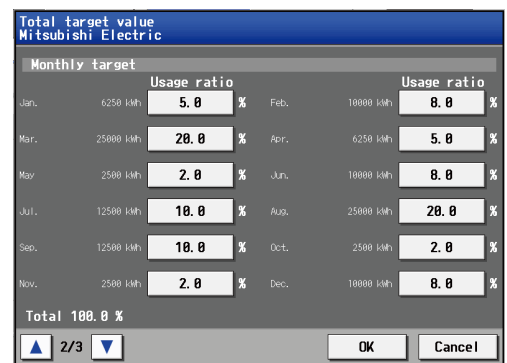 Total target value
Mitsubishi Electric
Monthly target
Usage ratio Usage ratio
Jan. 6250 kWh 5.0 % Feb. 10000 kWh 8.0 %
Mar. 25000 kWh 20.0 % Apr. 6250 kWh 5.0 %
May 2500 kWh 2.0 % Jun. 10000 kWh 8.0 %
Jul. 12500 kWh 10.0 % Aug. 25000 kWh 20.0 %
Sep. 12500 kWh 10.0 % Oct. 2500 kWh 2.0 %
Nov. 2500 kWh 2.0 % Dec. 10000 kWh 8.0 %
Total 100.0 %
2/3 OK Cancel